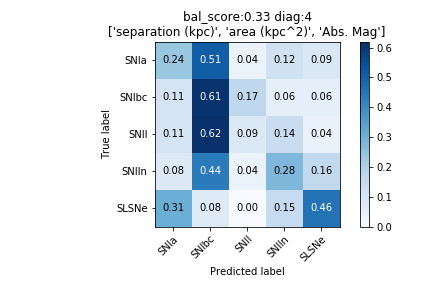 bal_score:0.33 diag:4
['separation (kpc)', 'area (kpc^2)', 'Abs. Mag']
SNIa 0.24 0.51 0.04 0.12 0.09
SNIbc 0.11 0.61 0.17 0.06 0.06
SNII 0.11 0.62 0.09 0.14 0.04
SNIIn 0.08 0.44 0.04 0.28 0.16
SLSNe 0.31 0.08 0.00 0.15 0.46
SNIa SNIbc SNII SNIIn SLSNe
True label
Predicted label
0.6
0.5
0.4
0.3
0.2
0.1
0.0